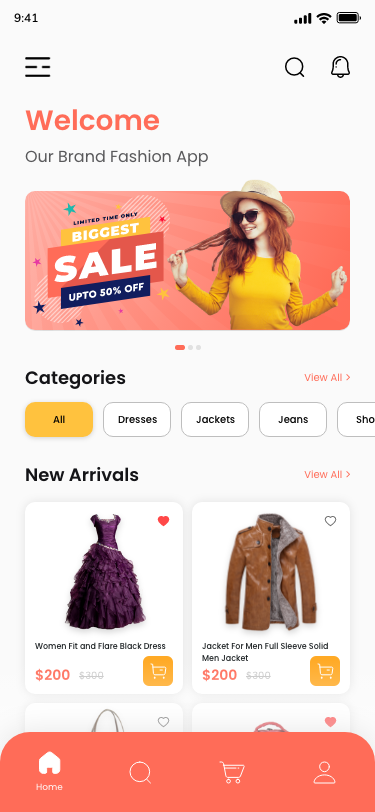 9:41
Welcome
Our Brand Fashion App
LIMITED TIME ONLY
BIGGEST
SALE
UPTO 50% OFF
Categories
View All >
All
Dresses
Jackets
Jeans
Sho
New Arrivals
View All >
Women Fit and Flare Black Dress
$200 $300
Jacket For Men Full Sleeve Solid
Men Jacket
$200 $300
Home